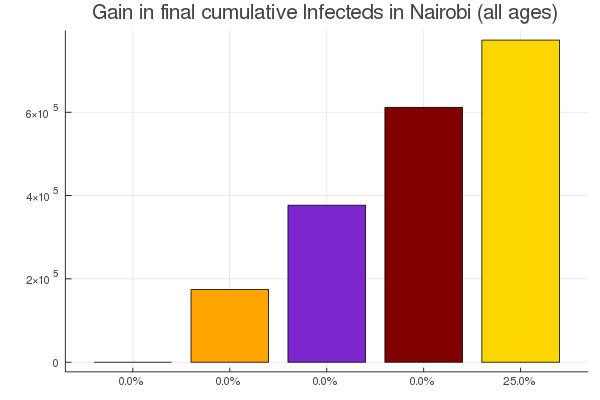 Gain in final cumulative Infecteds in Nairobi (all ages)
6×10 5
4×10 5
2×10 5
0
0.0% 0.0% 0.0% 0.0% 25.0%